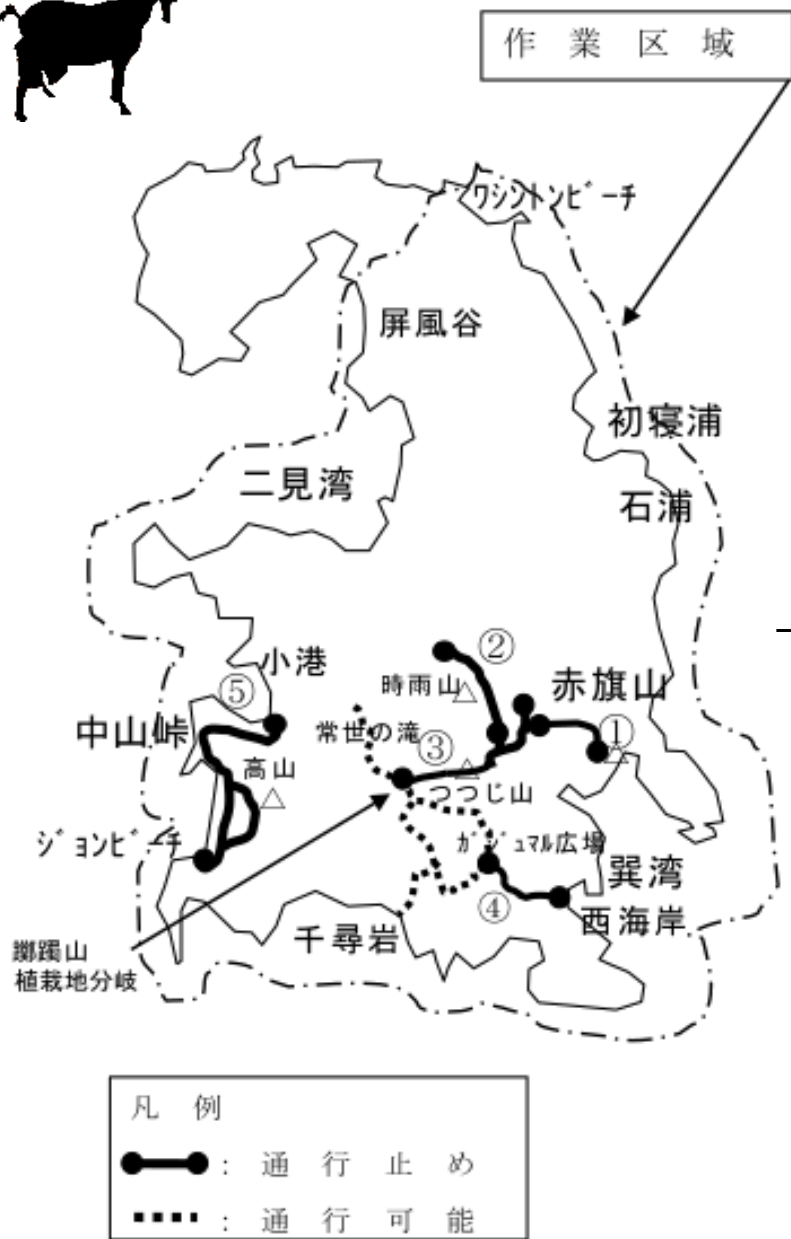 作業区域
ワシントンビーチ
屏風谷
初寝浦
二見湾
石浦
②
小港
時雨山
赤旗山
⑤
中山峠
常世の滝
③
①
高山
つつじ山
ジョンビーチ
ガジュマル広場
巽湾
④
西海岸
千尋岩
躑躅山
植栽地分岐
凡例
：通行止め
：通行可能